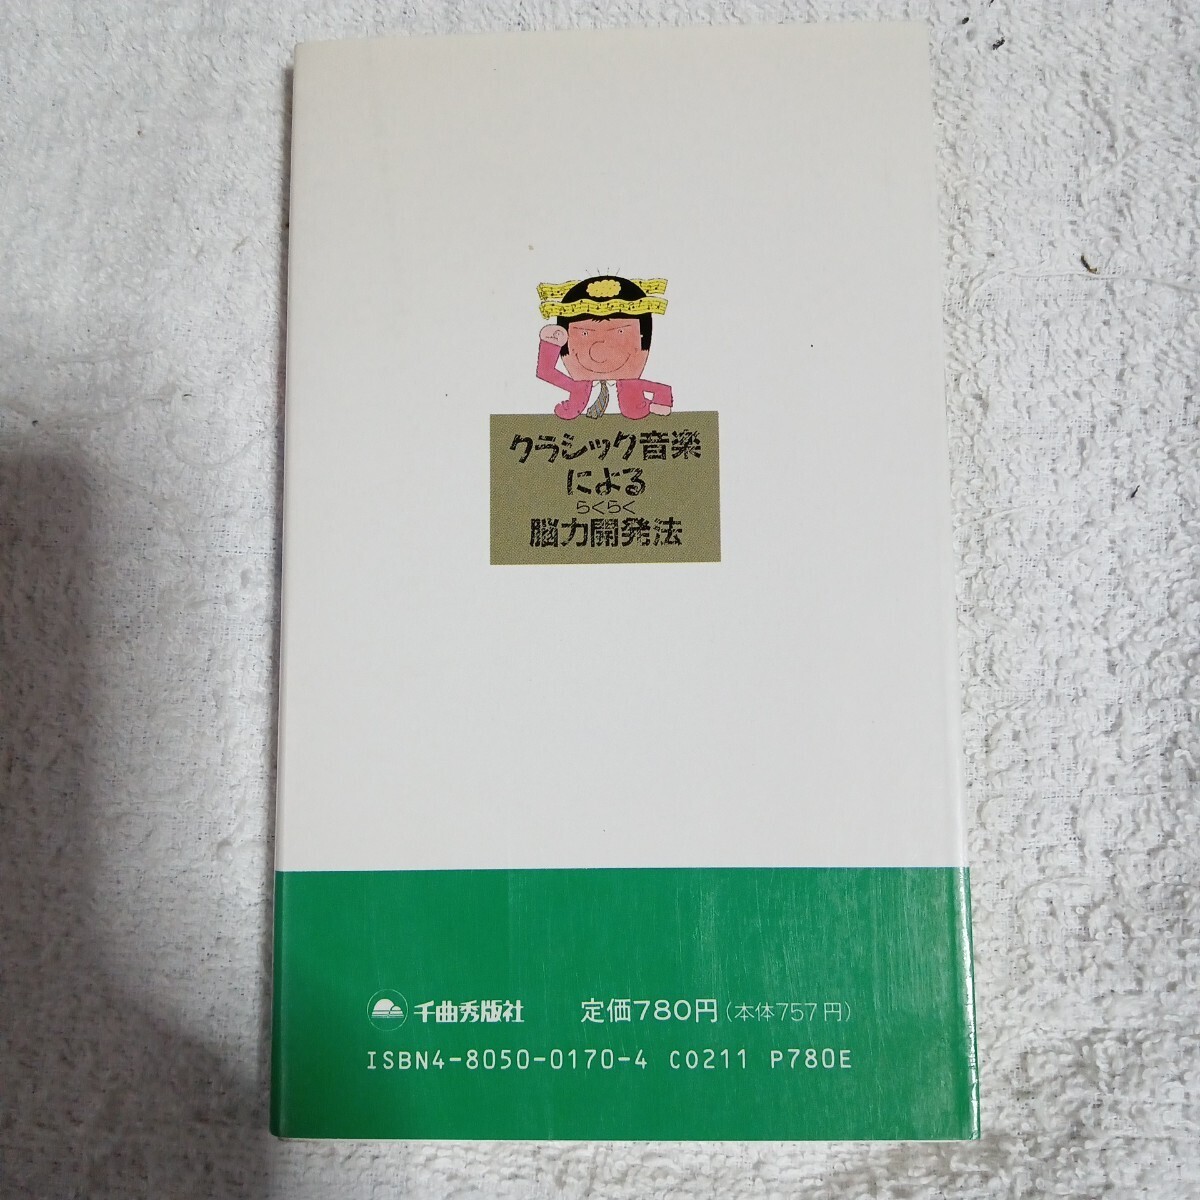 クラシック音楽
による
らくらく
脳力開発法
千曲秀版社 定価780円(本体757円)
ISBN4-8050-0170-4 C0211 P780E